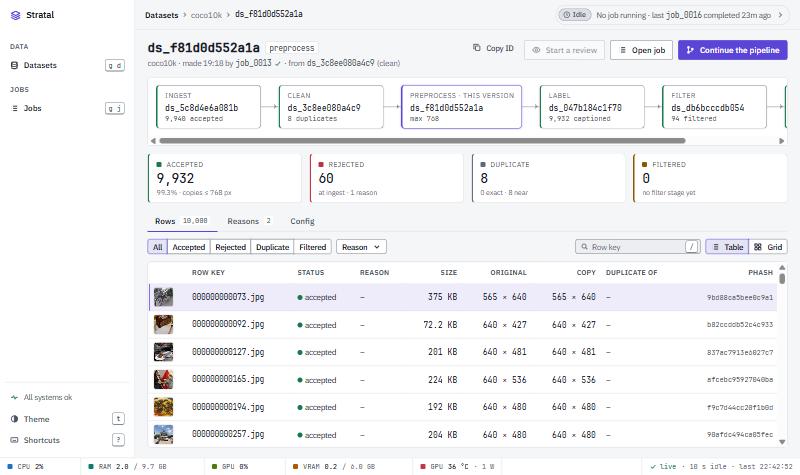 Stratal
Datasets › coco10k › ds_f81d0d552a1a
Idle No job running · last job_0016 completed 23m ago
DATA
Datasets g d
JOBS
Jobs g j
ds_f81d0d552a1a preprocess
coco10k · made 19:18 by job_0013 ✓ · from ds_3c8ee080a4c9 (clean)
Copy ID
Start a review
Open job
Continue the pipeline
INGEST
ds_5c8d4e6a081b
9,940 accepted
CLEAN
ds_3c8ee080a4c9
8 duplicates
PREPROCESS · THIS VERSION
ds_f81d0d552a1a
max 768
LABEL
ds_047b184c1f70
9,932 captioned
FILTER
ds_db6bcccdb054
94 filtered
ACCEPTED
9,932
99.3% · copies ≤ 768 px
REJECTED
60
at ingest · 1 reason
DUPLICATE
8
0 exact · 8 near
FILTERED
0
no filter stage yet
Rows 10,000 Reasons 2 Config
All Accepted Rejected Duplicate Filtered Reason
Row key /
Table Grid
ROW KEY STATUS REASON SIZE ORIGINAL COPY DUPLICATE OF PHASH
000000000073.jpg accepted – 375 KB 565 × 640 565 × 640 – 9bd88ca5bee0c9a1
000000000092.jpg accepted – 72.2 KB 640 × 427 640 × 427 – b82ccddb52c4c933
000000000127.jpg accepted – 201 KB 640 × 481 640 × 481 – 837ac7913e6027c7
000000000165.jpg accepted – 224 KB 640 × 536 640 × 536 – afcebc95927040ba
000000000194.jpg accepted – 192 KB 640 × 480 640 × 480 – f9c7d44cc20f1b0d
000000000257.jpg accepted – 204 KB 640 × 480 640 × 480 – 90afdc494ca05fec
All systems ok
Theme t
Shortcuts ?
CPU 2% RAM 2.0 / 9.7 GB GPU 0% VRAM 0.2 / 6.0 GB GPU 36 °C · 1 W
✓ live · 10 s idle · last 22:42:52